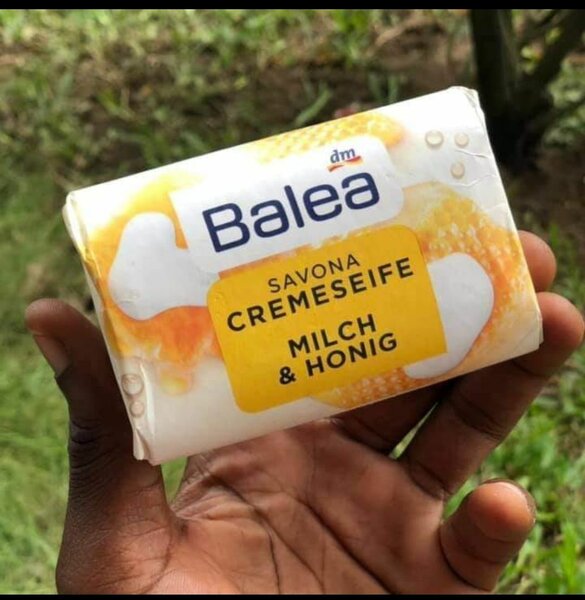 dm
Balea
SAVONA
CREMESEIFE
MILCH
& HONIG